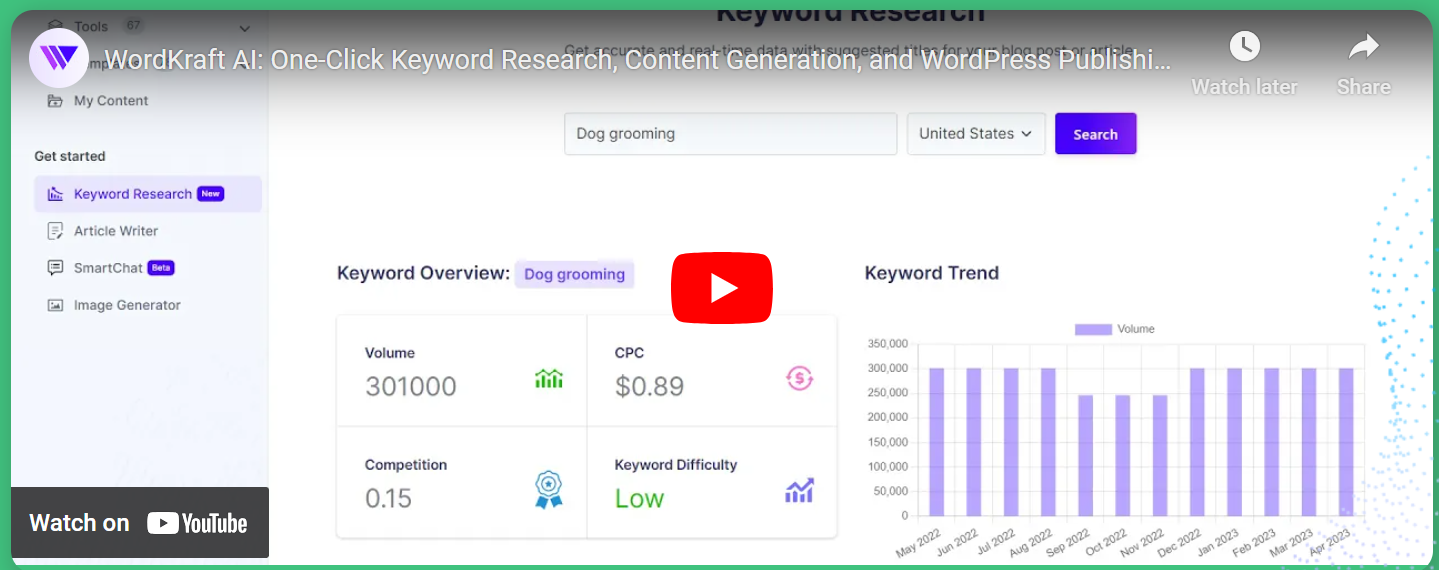 Keyword Research
Tools 67
Get accurate and real-time data with suggested titles for your blog post or article
WordKraft AI: One-Click Keyword Research, Content Generation, and WordPress Publishi...
Watch later
Share
My Content
Dog grooming
United States
Search
Get started
Keyword Research New
Article Writer
SmartChat Beta
Image Generator
Keyword Overview: Dog grooming
Volume
301000
CPC
$0.89
Competition
0.15
Keyword Difficulty
Low
Keyword Trend
Volume
350,000
300,000
250,000
200,000
150,000
100,000
50,000
0
May 2022
Jun 2022
Jul 2022
Aug 2022
Sep 2022
Oct 2022
Nov 2022
Dec 2022
Jan 2023
Feb 2023
Mar 2023
Apr 2023
Watch on YouTube